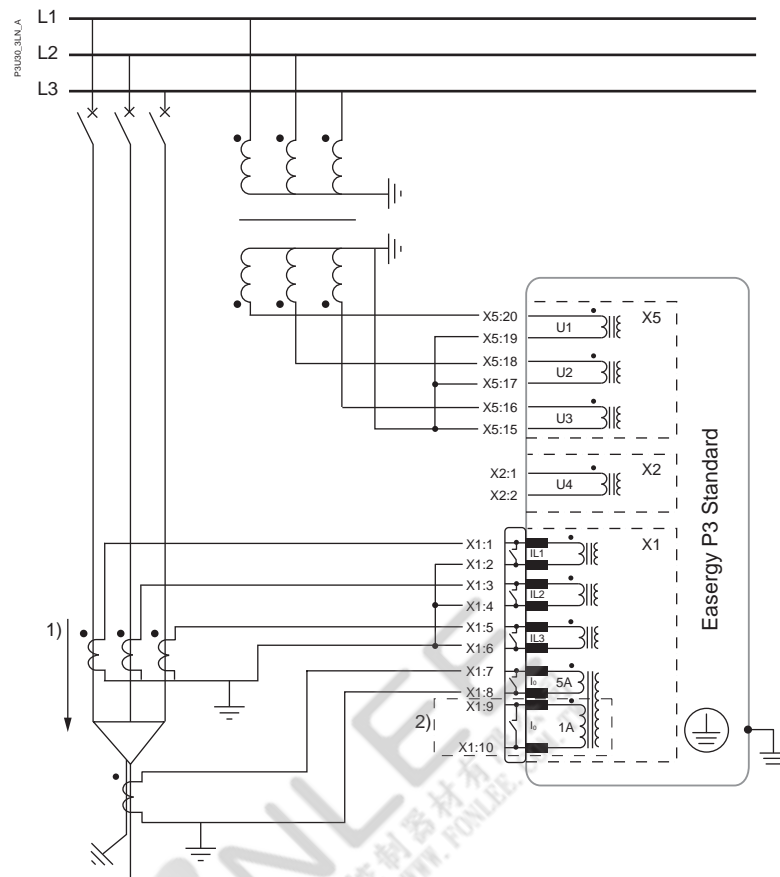 P3U30_3LN_A
L1
L2
L3
X5:20
X5:19
X5:18
X5:17
X5:16
X5:15
U1
U2
U3
X5
X2:1
X2:2
U4
X2
X1:1
X1:2
X1:3
X1:4
X1:5
X1:6
X1:7
X1:8
X1:9
X1:10
IL1
IL2
IL3
I₀
5A
I₀
1A
X1
Easergy P3 Standard
1)
2)
WWW. FONLEE